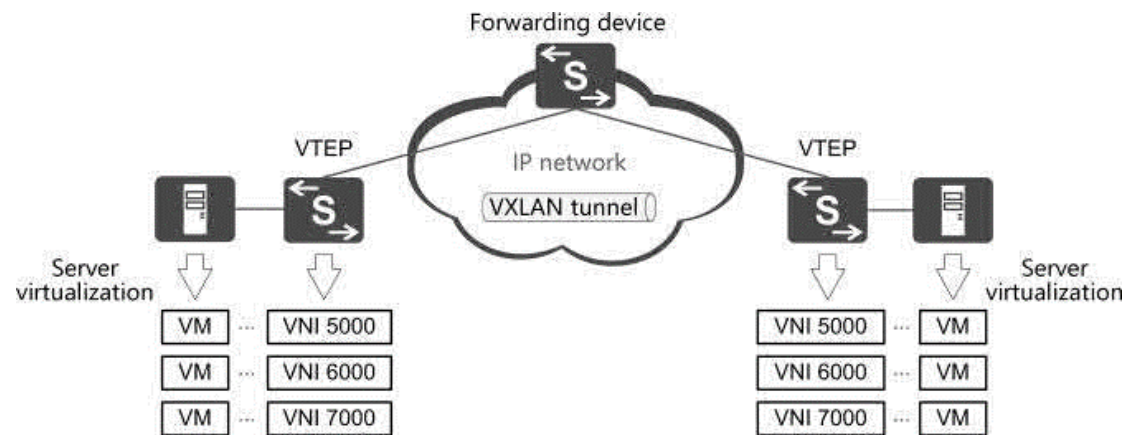 Forwarding device
S
VTEP
IP network
VTEP
S
VXLAN tunnel
S
Server
virtualization
Server
virtualization
VM ... VNI 5000
VNI 5000 ... VM
VM ... VNI 6000
VNI 6000 ... VM
VM ... VNI 7000
VNI 7000 ... VM